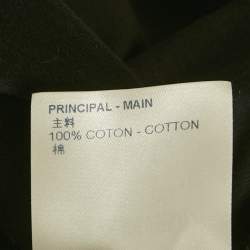 PRINCIPAL - MAIN
主料
100% COTON - COTTON
棉